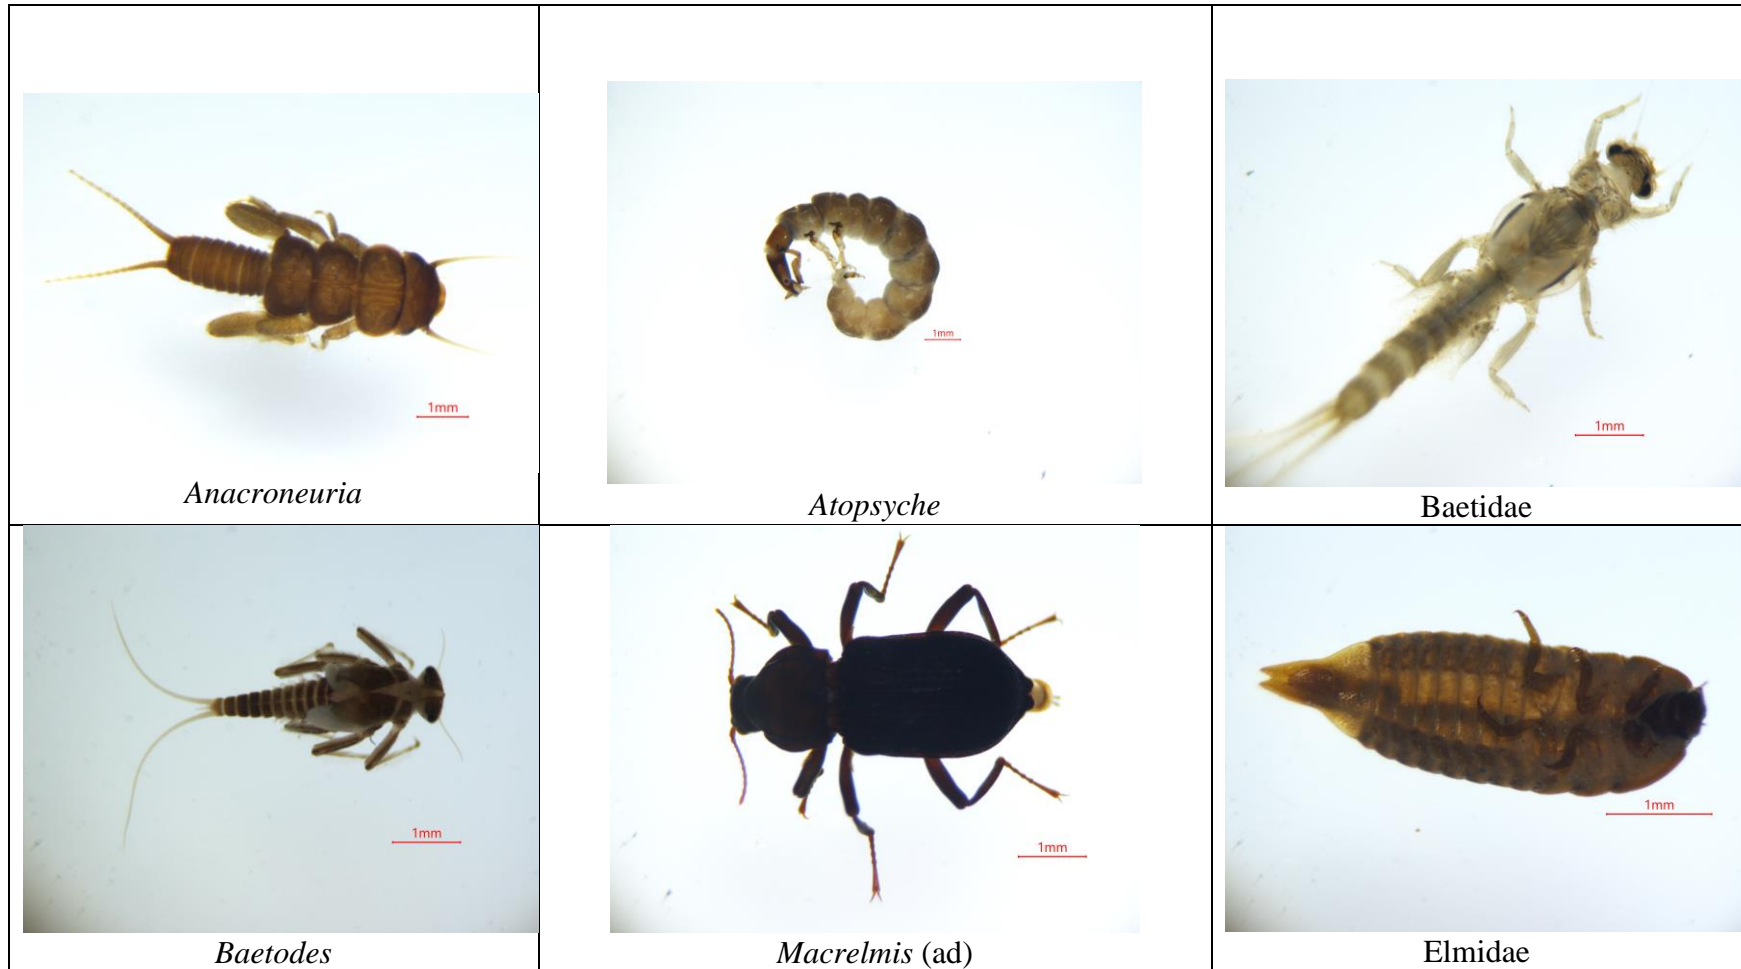 1mm
1mm
1mm
Anacroneuria
Atopsyche
Baetidae
1mm
1mm
1mm
Baetodes
Macrelmis (ad)
Elmidae